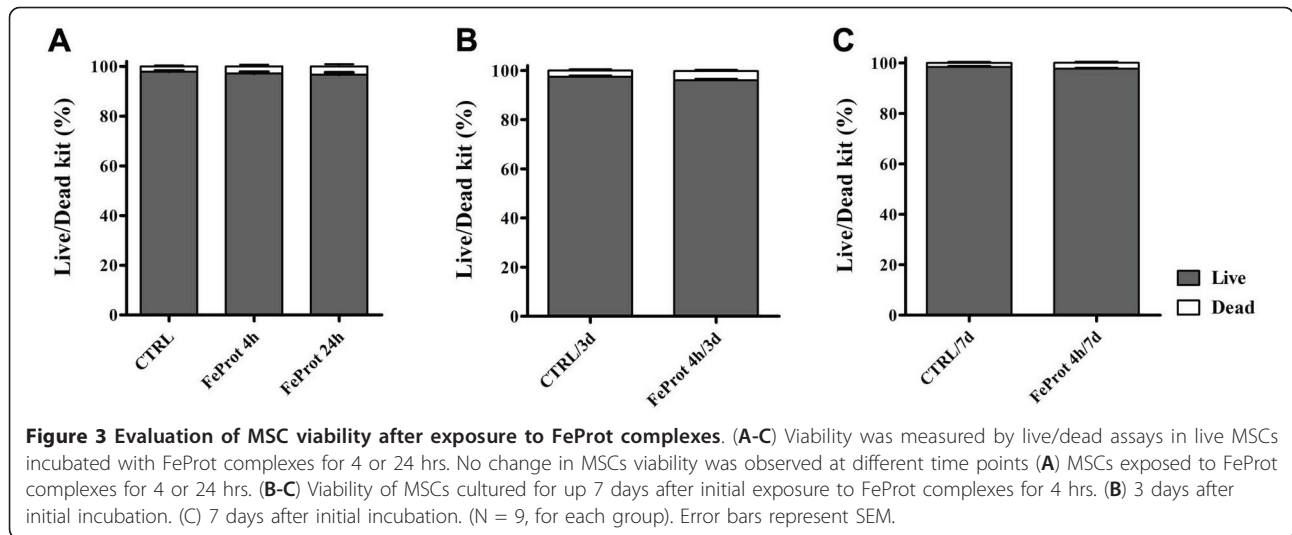 A
Live/Dead kit (%)
100
80
60
40
20
0
CTRL
FeProt 4h
FeProt 24h
B
Live/Dead kit (%)
100
80
60
40
20
0
CTRL/3d
FeProt 4h/3d
C
Live/Dead kit (%)
100
80
60
40
20
0
CTRL/7d
FeProt 4h/7d
Live
Dead
Figure 3 Evaluation of MSC viability after exposure to FeProt complexes. (A-C) Viability was measured by live/dead assays in live MSCs
incubated with FeProt complexes for 4 or 24 hrs. No change in MSCs viability was observed at different time points (A) MSCs exposed to FeProt
complexes for 4 or 24 hrs. (B-C) Viability of MSCs cultured for up 7 days after initial exposure to FeProt complexes for 4 hrs. (B) 3 days after
initial incubation. (C) 7 days after initial incubation. (N = 9, for each group). Error bars represent SEM.